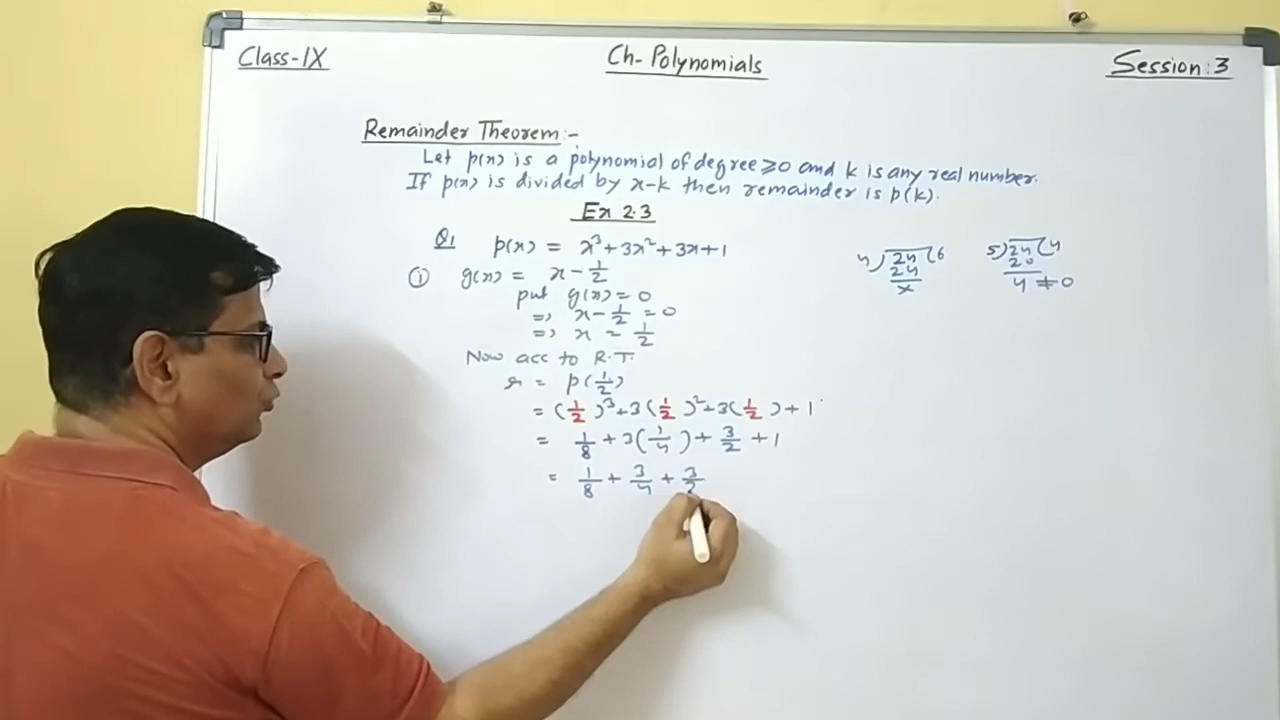 Class-IX
Ch-Polynomials
Session:3
Remainder Theorem:-
Let p(x) is a polynomial of degree ≥0 and k is any real number.
If p(x) is divided by x-k then remainder is p(k).
Ex 2.3
Q1 p(x) = x³+3x²+3x+1
① g(x) = x-1/2
put g(x)=0
=> x-1/2=0
=> x = 1/2
Now acc to R.T.
r = p(1/2)
= (1/2)³+3(1/2)²+3(1/2)+1
= 1/8+3(1/4)+3/2+1
= 1/8+3/4+3/2
4)24(6
24
x
5)24(4
20
4≠0